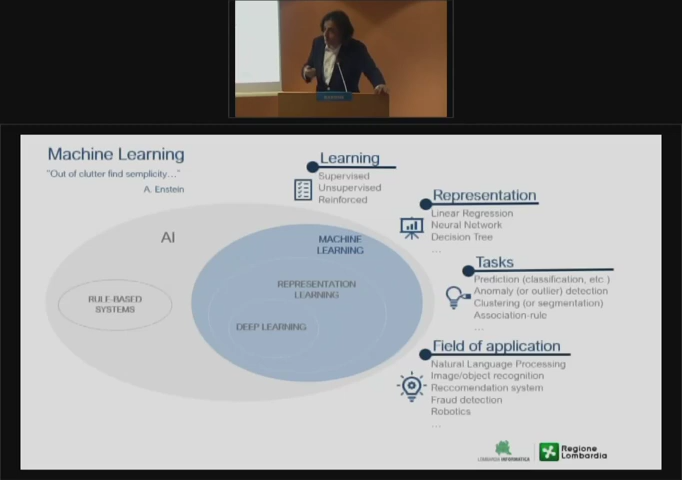 Machine Learning
"Out of clutter find semplicity..."
A. Enstein
AI
RULE-BASED
SYSTEMS
MACHINE
LEARNING
REPRESENTATION
LEARNING
DEEP LEARNING
Learning
Supervised
Unsupervised
Reinforced
Representation
Linear Regression
Neural Network
Decision Tree
...
Tasks
Prediction (classification, etc.)
Anomaly (or outlier) detection
Clustering (or segmentation)
Association-rule
...
Field of application
Natural Language Processing
Image/object recognition
Reccomendation system
Fraud detection
Robotics
...
LOMBARDIA INFORMATICA
Regione
Lombardia